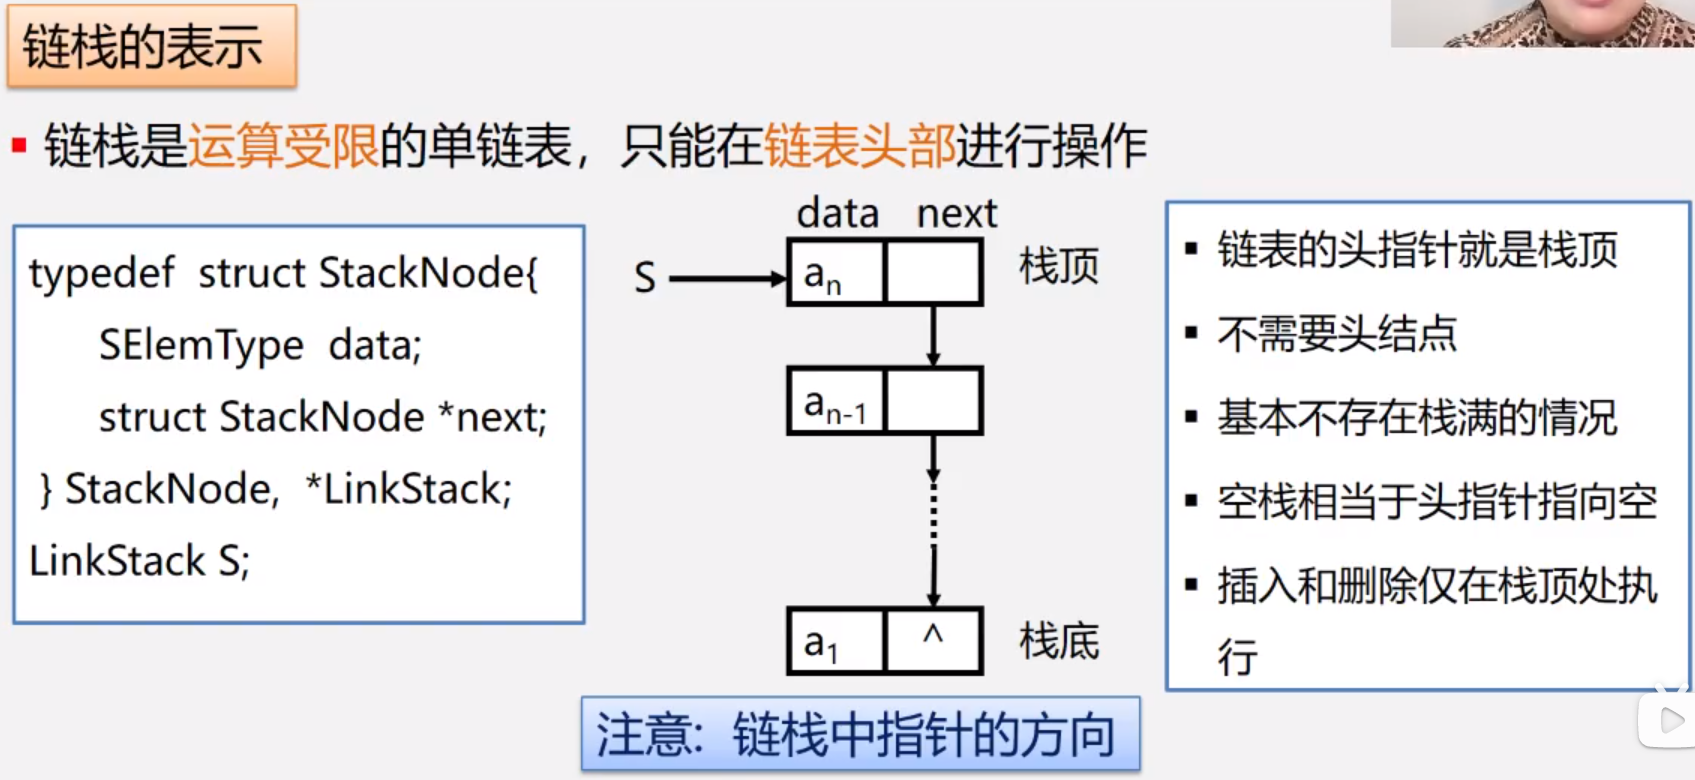 链栈的表示
链栈是运算受限的单链表，只能在链表头部进行操作
typedef struct StackNode{
SElemType data;
struct StackNode *next;
} StackNode, *LinkStack;
LinkStack S;
data next
S
an
栈顶
an-1
a1
^
栈底
链表的头指针就是栈顶
不需要头结点
基本不存在栈满的情况
空栈相当于头指针指向空
插入和删除仅在栈顶处执
行
注意：链栈中指针的方向